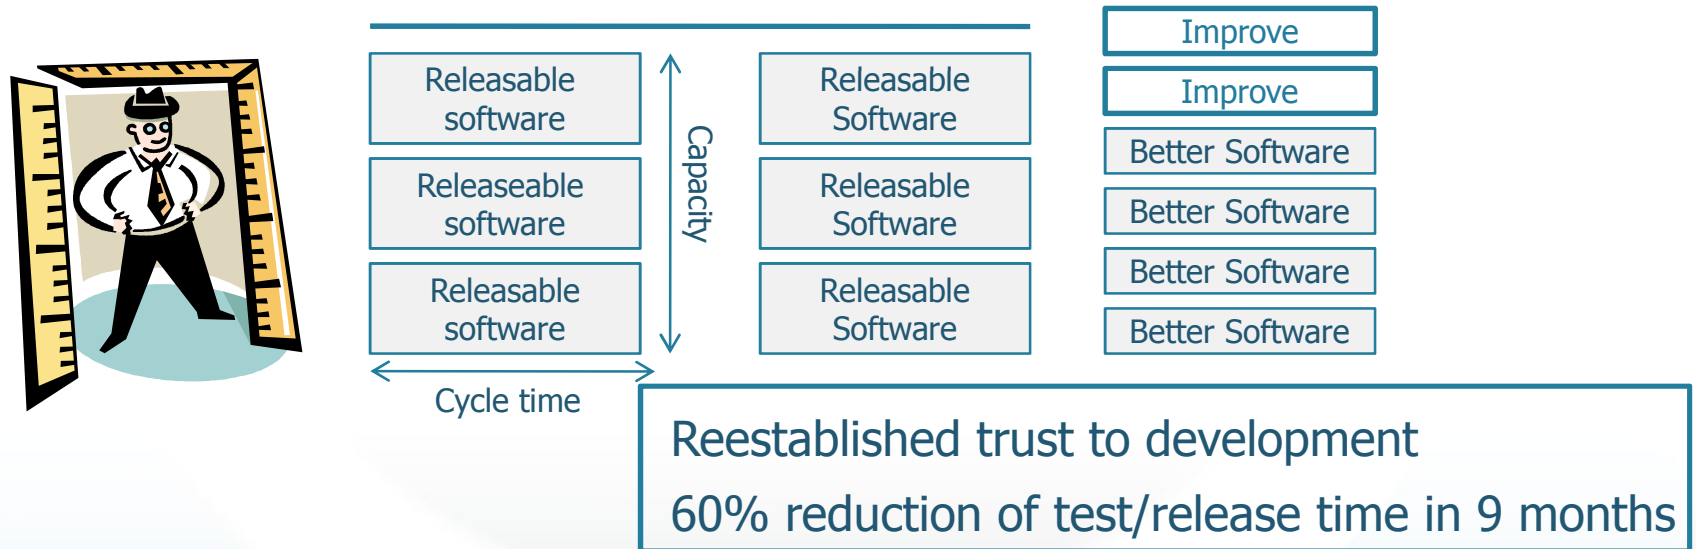 Releasable
software
Releaseable
software
Releasable
software
Capacity
Cycle time
Releasable
Software
Releasable
Software
Releasable
Software
Improve
Improve
Better Software
Better Software
Better Software
Better Software
Reestablished trust to development
60% reduction of test/release time in 9 months